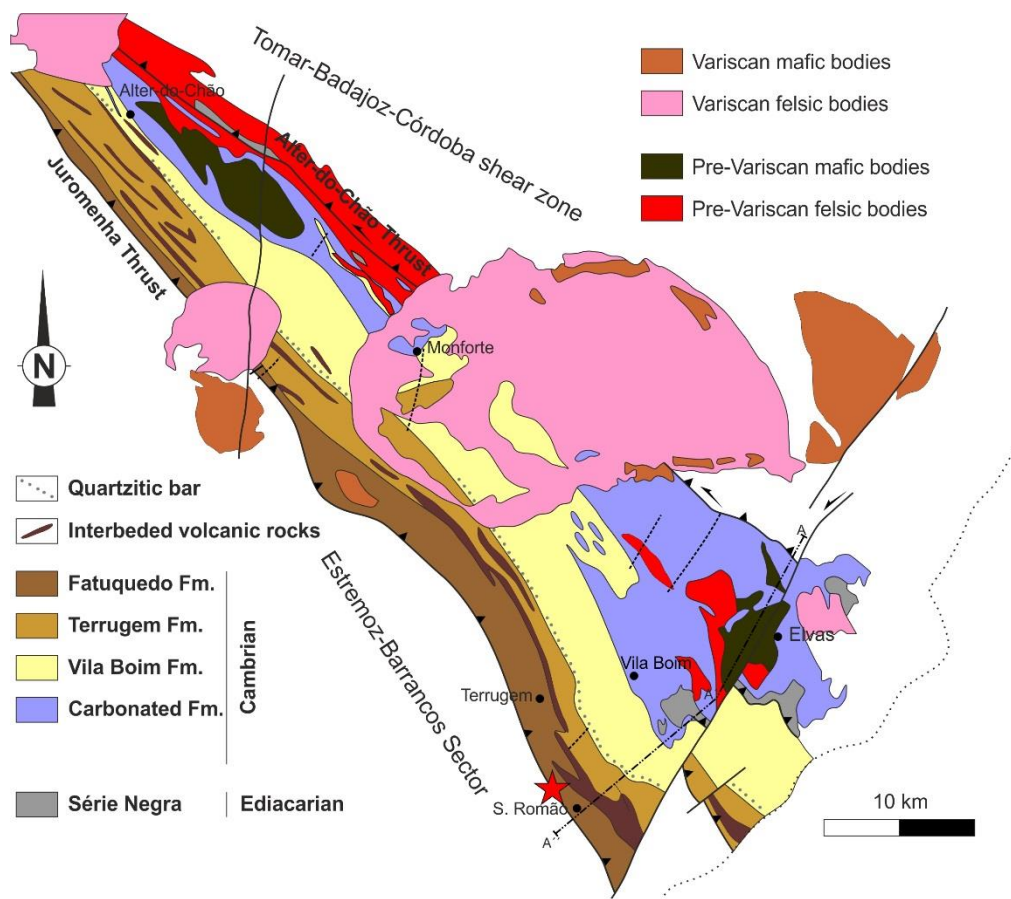 Tomar-Badajoz-Córdoba shear zone
Variscan mafic bodies
Variscan felsic bodies
Pre-Variscan mafic bodies
Pre-Variscan felsic bodies
Alter-do-Chão
Alter-do-Chão Thrust
Juromenha Thrust
N
Monforte
Quartzitic bar
Interbeded volcanic rocks
Fatuquedo Fm.
Terrugem Fm.
Vila Boim Fm.
Carbonated Fm.
Cambrian
Série Negra
Ediacarian
Estremoz-Barrancos Sector
A
Elvas
Vila Boim
A
Terrugem
S. Romão
A
10 km